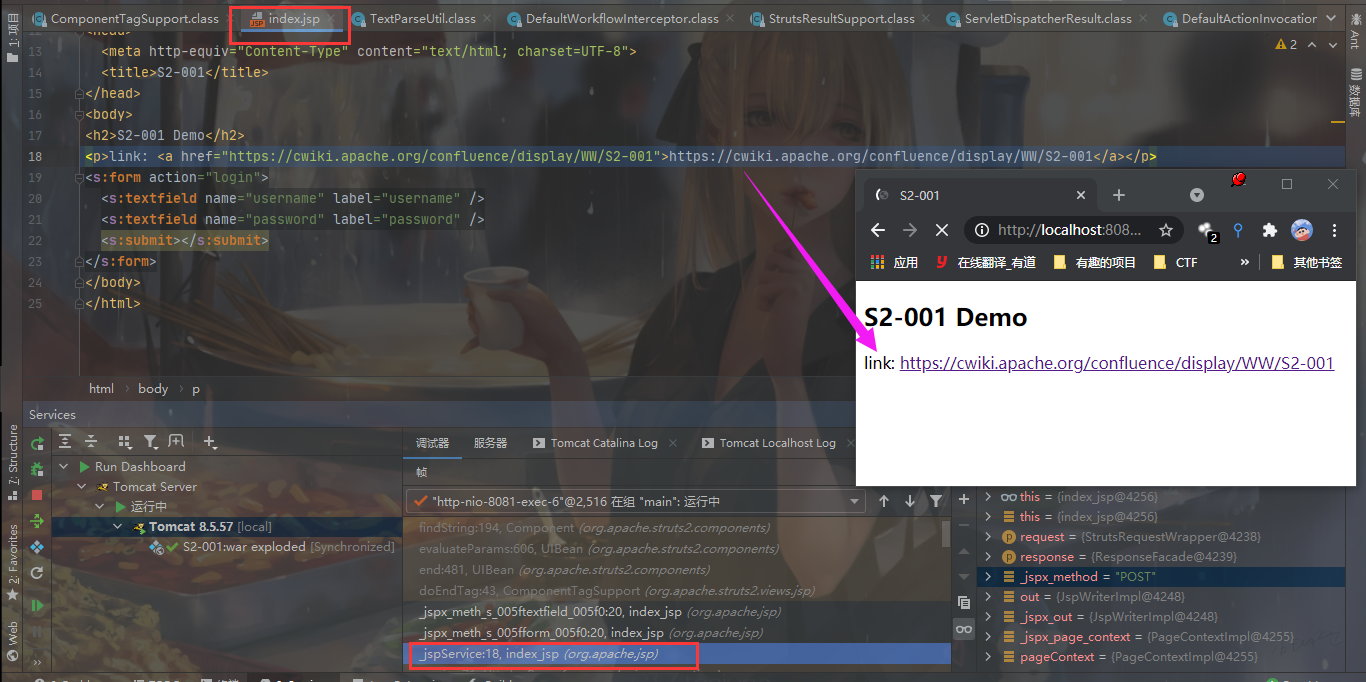 ComponentTagSupport.class
index.jsp
TextParseUtil.class
DefaultWorkflowInterceptor.class
StrutsResultSupport.class
ServletDispatcherResult.class
DefaultActionInvocation
1: 项目
Ant
数据库
2
13 <meta http-equiv="Content-Type" content="text/html; charset=UTF-8">
14 <title>S2-001</title>
15 </head>
16 <body>
17 <h2>S2-001 Demo</h2>
18 <p>link: <a href="https://cwiki.apache.org/confluence/display/WW/S2-001">https://cwiki.apache.org/confluence/display/WW/S2-001</a></p>
19 <s:form action="login">
20 <s:textfield name="username" label="username" />
21 <s:textfield name="password" label="password" />
22 <s:submit></s:submit>
23 </s:form>
24 </body>
25 </html>
html
body
p
S2-001
http://localhost:808...
2
应用
在线翻译_有道
有趣的项目
CTF
»
其他书签
S2-001 Demo
link: https://cwiki.apache.org/confluence/display/WW/S2-001
Services
7: Structure
2: Favorites
Web
Run Dashboard
Tomcat Server
运行中
Tomcat 8.5.57 [local]
S2-001:war exploded [Synchronized]
调试器
服务器
Tomcat Catalina Log
Tomcat Localhost Log
帧
"http-nio-8081-exec-6"@2,516 在组 "main": 运行中
findString:194, Component (org.apache.struts2.components)
evaluateParams:606, UIBean (org.apache.struts2.components)
end:481, UIBean (org.apache.struts2.components)
doEndTag:43, ComponentTagSupport (org.apache.struts2.views.jsp)
_jspx_meth_s_005ftextfield_005f0:20, index_jsp (org.apache.jsp)
_jspx_meth_s_005fform_005f0:20, index_jsp (org.apache.jsp)
_jspService:18, index_jsp (org.apache.jsp)
this = {index_jsp@4256}
this = {index_jsp@4256}
request = {StrutsRequestWrapper@4238}
response = {ResponseFacade@4239}
_jspx_method = "POST"
out = {JspWriterImpl@4248}
_jspx_out = {JspWriterImpl@4248}
_jspx_page_context = {PageContextImpl@4255}
pageContext = {PageContextImpl@4255}